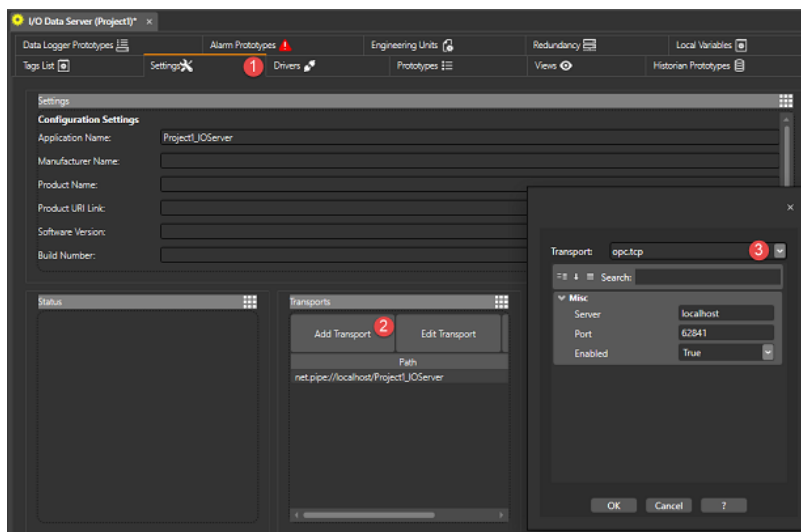 I/O Data Server (Project1)* ×
Data Logger Prototypes
Alarm Prototypes
Engineering Units
Redundancy
Local Variables
Tags List
Settings
1
Drivers
Prototypes
Views
Historian Prototypes
Settings
Configuration Settings
Application Name: Project1_IOServer
Manufacturer Name:
Product Name:
Product URI Link:
Software Version:
Build Number:
Status
Transports
Add Transport
2
Edit Transport
Path
net.pipe://localhost/Project1_IOServer
×
Transport: opc.tcp
3
Search:
Misc
Server localhost
Port 62841
Enabled True
OK Cancel ?